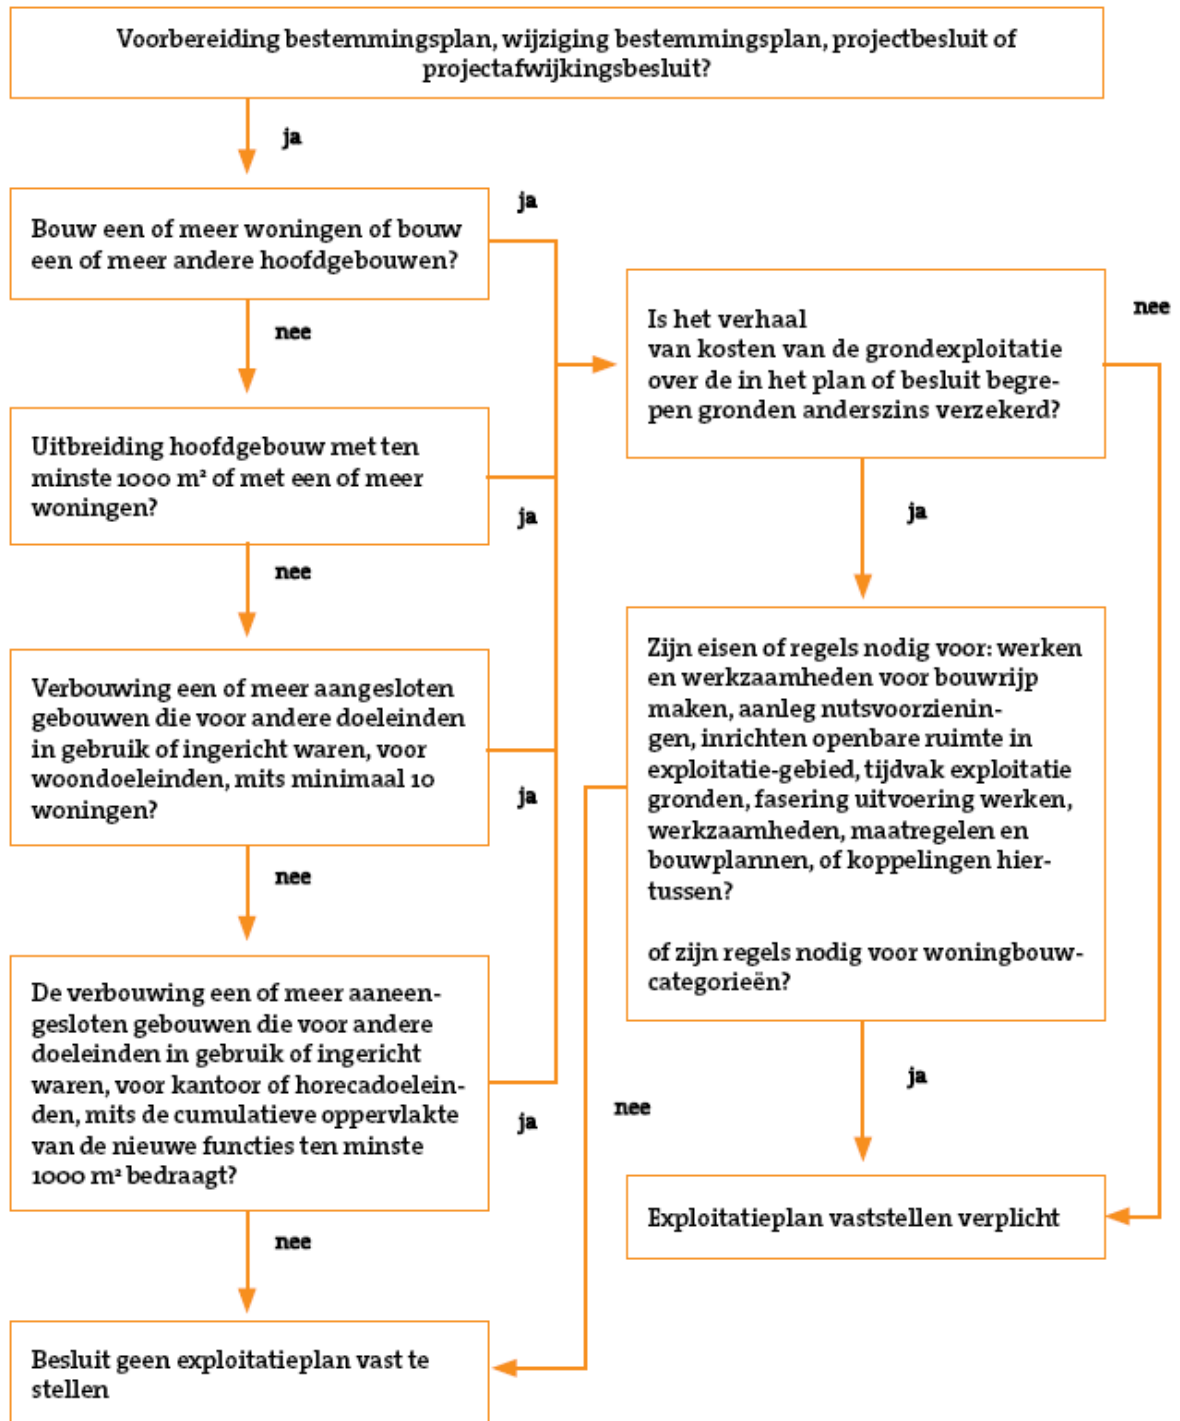 Voorbereiding bestemmingsplan, wijziging bestemmingsplan, projectbesluit of
projectafwijkingsbesluit?
ja
Bouw een of meer woningen of bouw
een of meer andere hoofdgebouwen?
ja
nee
Uitbreiding hoofdgebouw met ten
minste 1000 m² of met een of meer
woningen?
ja
nee
Verbouwing een of meer aangesloten
gebouwen die voor andere doeleinden
in gebruik of ingericht waren, voor
woondoeleinden, mits minimaal 10
woningen?
ja
nee
De verbouwing een of meer aaneen-
gesloten gebouwen die voor andere
doeleinden in gebruik of ingericht
waren, voor kantoor of horecadoelein-
den, mits de cumulatieve oppervlakte
van de nieuwe functies ten minste
1000 m² bedraagt?
ja
nee
Besluit geen exploitatieplan vast te
stellen
Is het verhaal
van kosten van de grondexploitatie
over de in het plan of besluit begre-
pen gronden anderszins verzekerd?
nee
ja
Zijn eisen of regels nodig voor: werken
en werkzaamheden voor bouwrijp
maken, aanleg nutsvoorzienin-
gen, inrichten openbare ruimte in
exploitatie-gebied, tijdvak exploitatie
gronden, fasering uitvoering werken,
werkzaamheden, maatregelen en
bouwplannen, of koppelingen hier-
tussen?
of zijn regels nodig voor woningbouw-
categorieën?
nee
ja
Exploitatieplan vaststellen verplicht